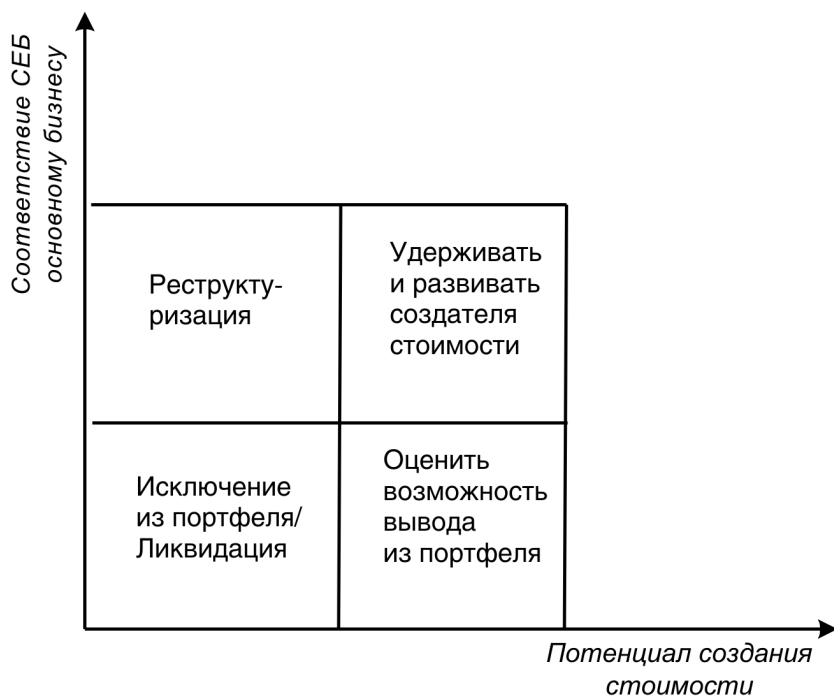 Соответствие СЕБ
основному бизнесу
Реструкту-
ризация
Удерживать
и развивать
создателя
стоимости
Исключение
из портфеля/
Ликвидация
Оценить
возможность
вывода
из портфеля
Потенциал создания
стоимости